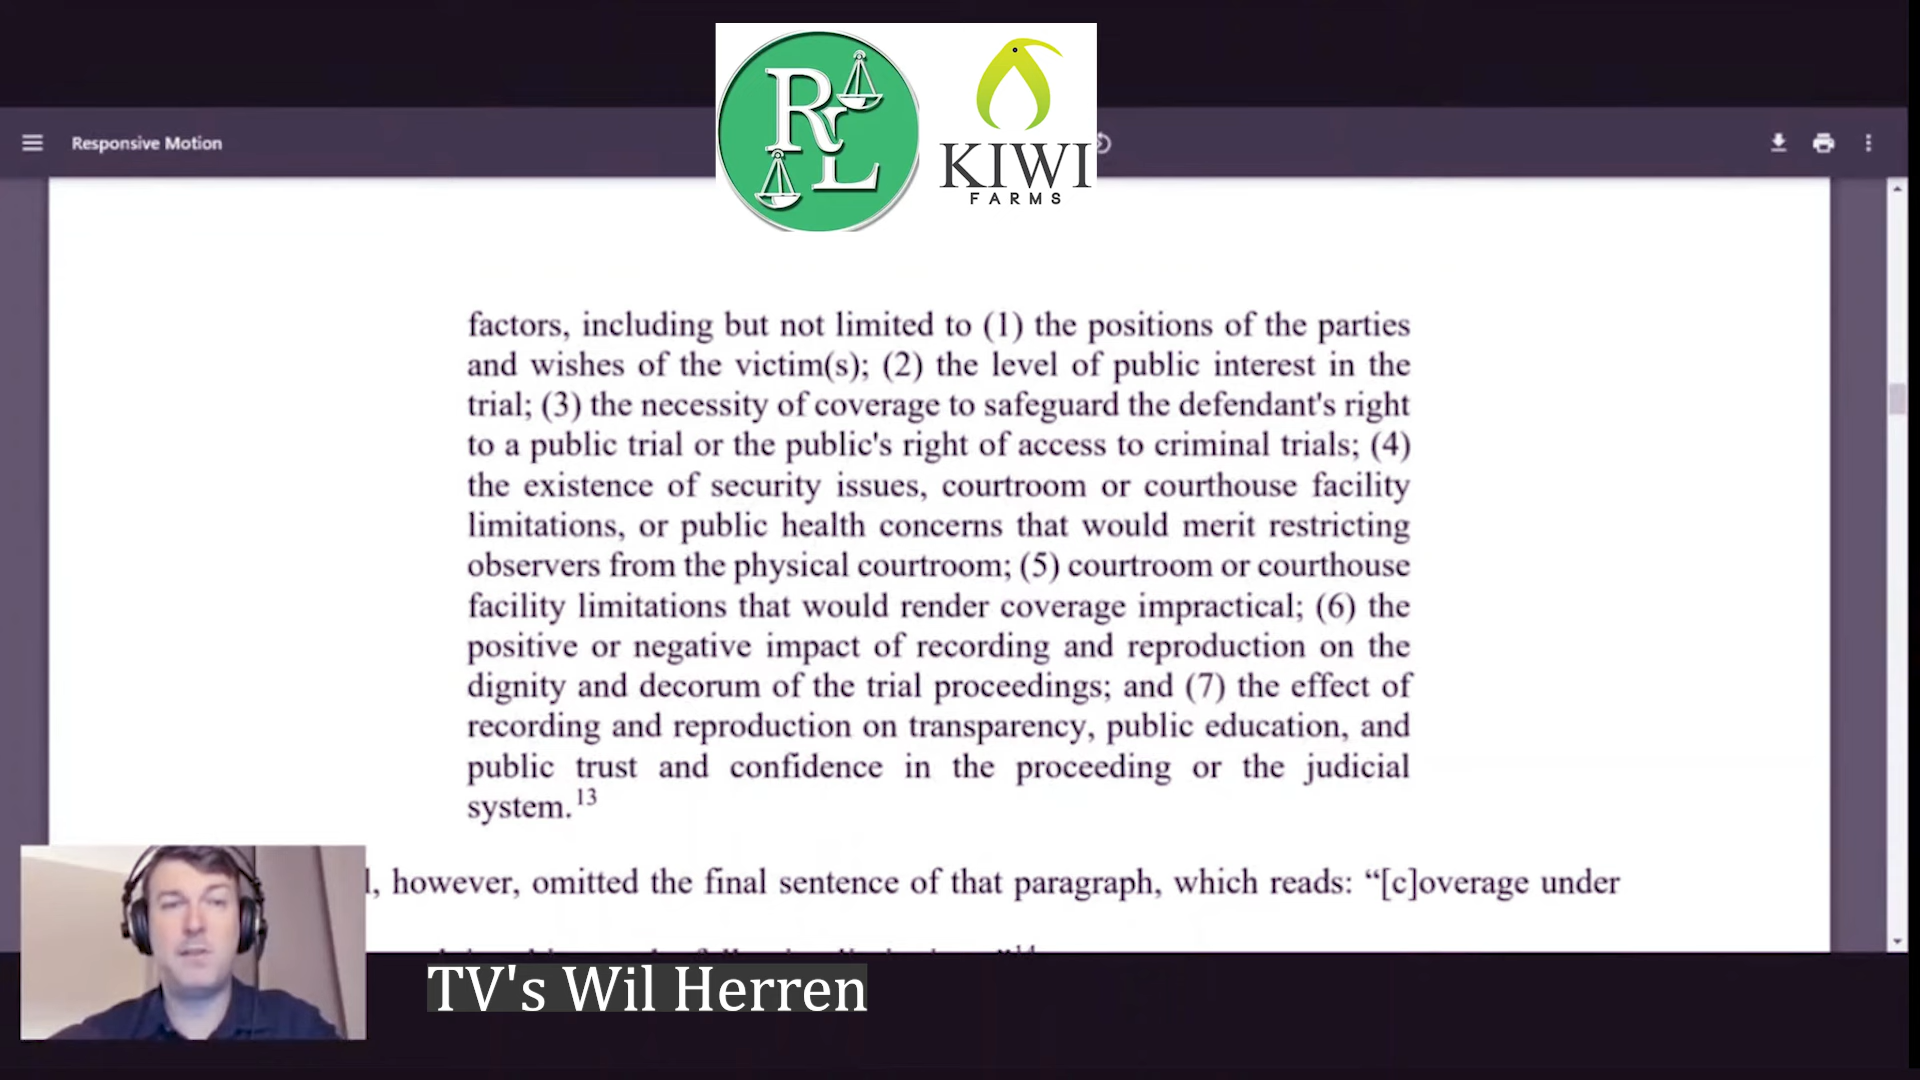 RL
KIWI
FARMS
Responsive Motion
factors, including but not limited to (1) the positions of the parties
and wishes of the victim(s); (2) the level of public interest in the
trial; (3) the necessity of coverage to safeguard the defendant's right
to a public trial or the public's right of access to criminal trials; (4)
the existence of security issues, courtroom or courthouse facility
limitations, or public health concerns that would merit restricting
observers from the physical courtroom; (5) courtroom or courthouse
facility limitations that would render coverage impractical; (6) the
positive or negative impact of recording and reproduction on the
dignity and decorum of the trial proceedings; and (7) the effect of
recording and reproduction on transparency, public education, and
public trust and confidence in the proceeding or the judicial
system.13
, however, omitted the final sentence of that paragraph, which reads: “[c]overage under
TV's Wil Herren